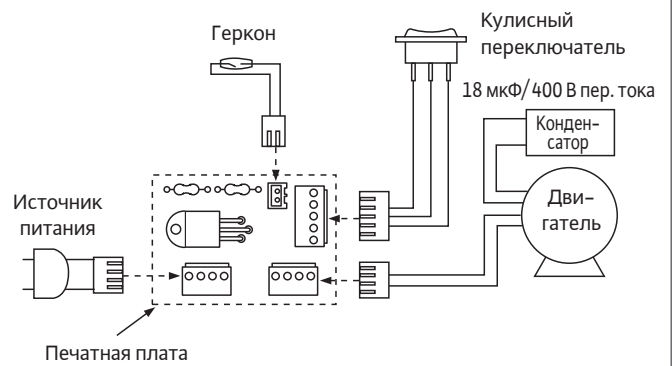 Геркон
Кулисный
переключатель
18 мкФ/400 В пер. тока
Конден-
сатор
Дви-
гатель
Источник
питания
Печатная плата